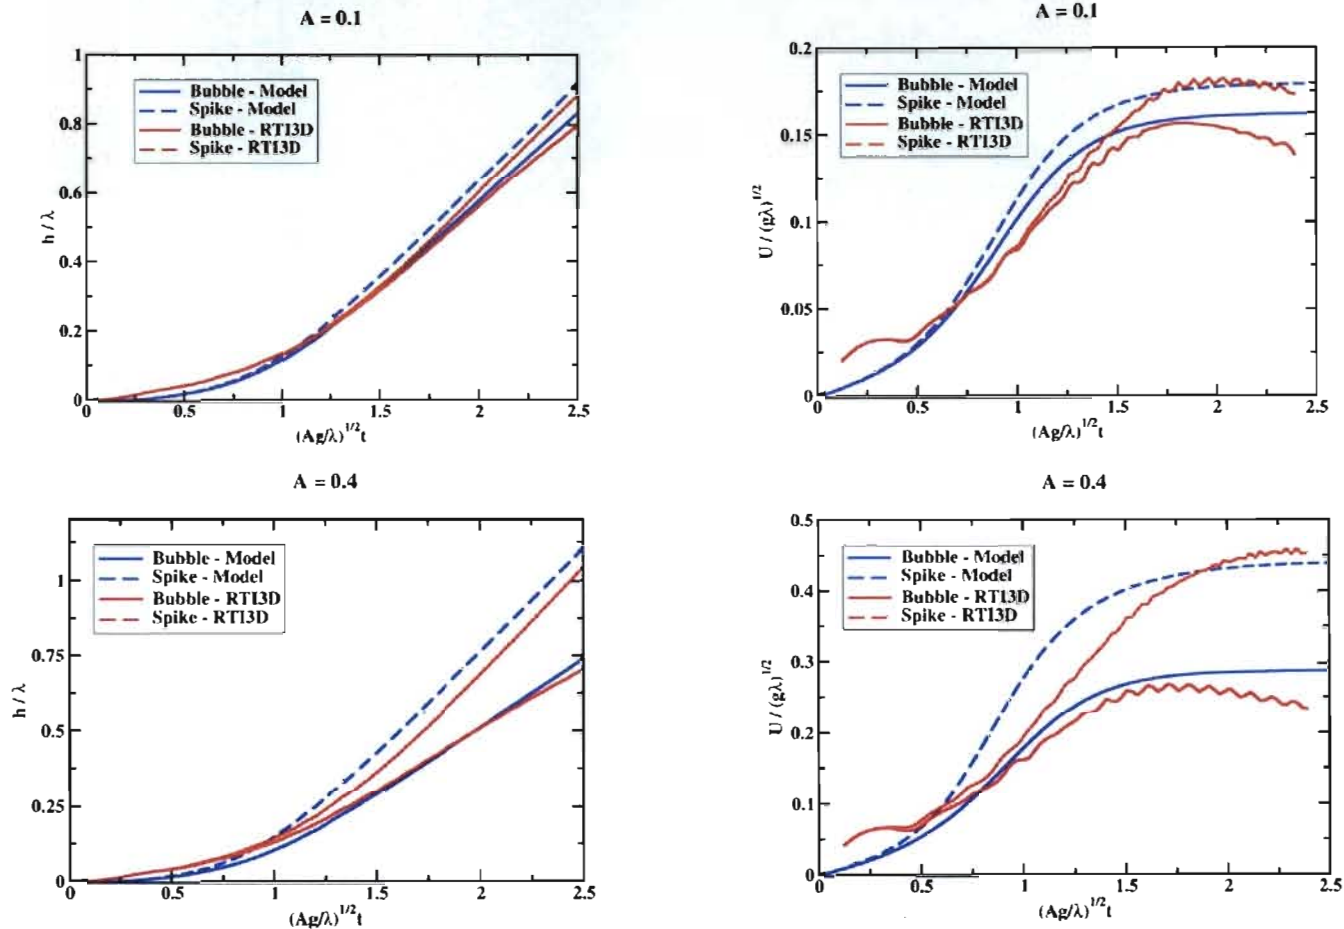 A = 0.1
1
0.8
0.6
0.4
0.2
0
h / λ
Bubble - Model
Spike - Model
Bubble - RTI3D
Spike - RTI3D
0 0.5 1 1.5 2 2.5
(Ag/λ)^1/2 t
A = 0.1
0.2
0.15
0.1
0.05
0
U / (gλ)^1/2
Bubble - Model
Spike - Model
Bubble - RTI3D
Spike - RTI3D
0 0.5 1 1.5 2 2.5
(Ag/λ)^1/2 t
A = 0.4
1
0.75
0.5
0.25
0
h / λ
Bubble - Model
Spike - Model
Bubble - RTI3D
Spike - RTI3D
0 0.5 1 1.5 2 2.5
(Ag/λ)^1/2 t
A = 0.4
0.5
0.4
0.3
0.2
0.1
0
U / (gλ)^1/2
Bubble - Model
Spike - Model
Bubble - RTI3D
Spike - RTI3D
0 0.5 1 1.5 2 2.5
(Ag/λ)^1/2 t